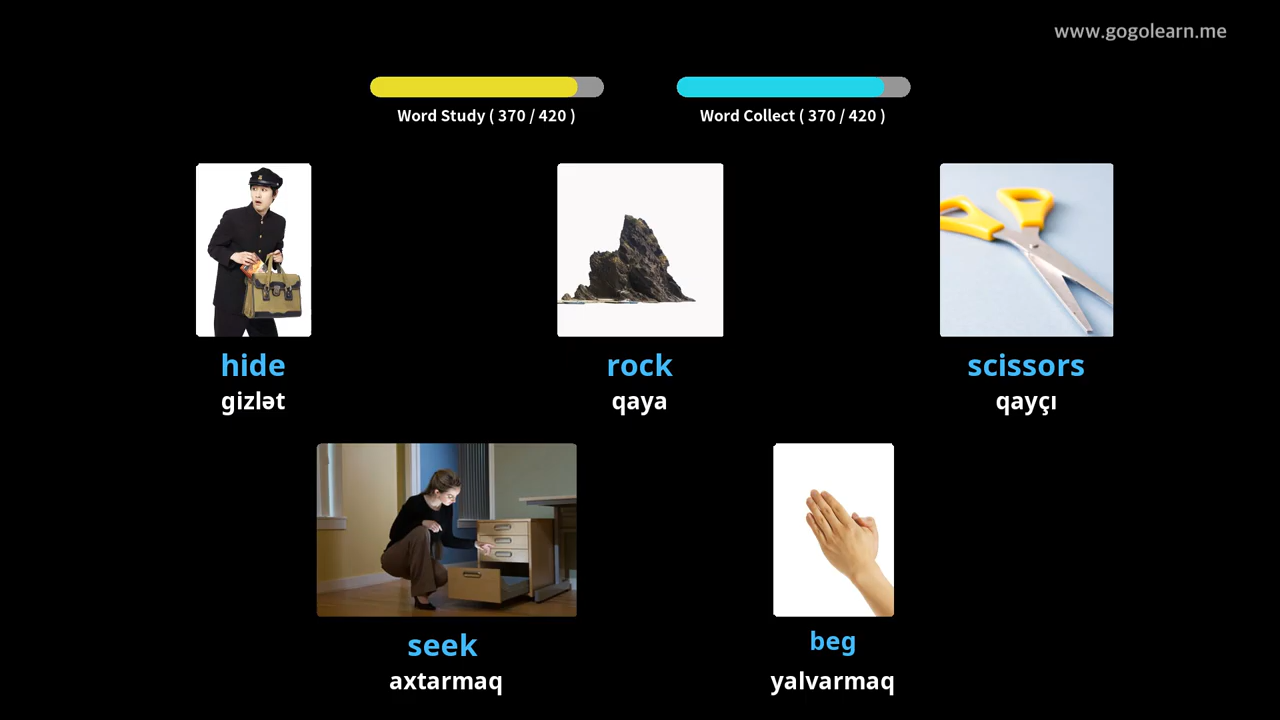 www.gogolearn.me
Word Study ( 370 / 420 )
Word Collect ( 370 / 420 )
hide
gizlət
rock
qaya
scissors
qayçı
seek
axtarmaq
beg
yalvarmaq